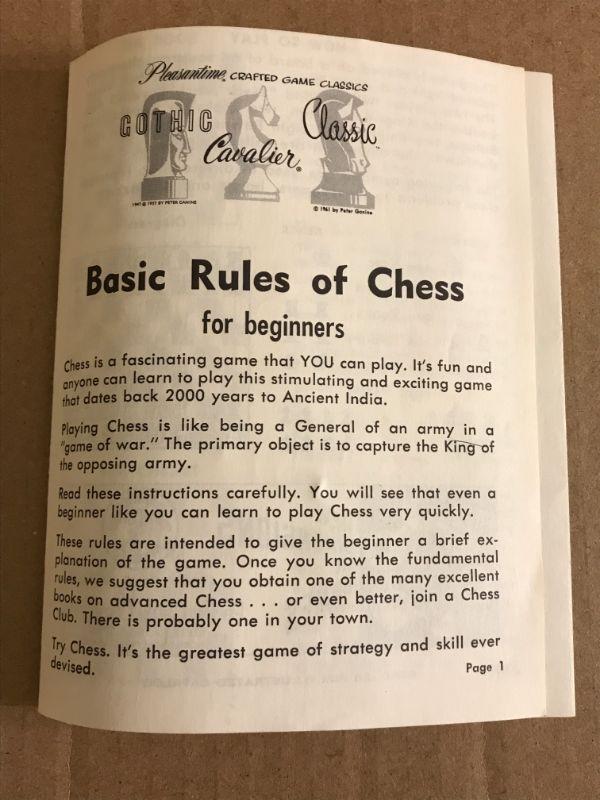 Pleasantime CRAFTED GAME CLASSICS
GOTHIC
Cavalier®
Classic
1947 © 1957 BY PETER GANINE
© 1961 by Peter Ganine
Basic Rules of Chess
for beginners
Chess is a fascinating game that YOU can play. It's fun and
anyone can learn to play this stimulating and exciting game
that dates back 2000 years to Ancient India.
Playing Chess is like being a General of an army in a
"game of war." The primary object is to capture the King of
the opposing army.
Read these instructions carefully. You will see that even a
beginner like you can learn to play Chess very quickly.
These rules are intended to give the beginner a brief ex-
planation of the game. Once you know the fundamental
rules, we suggest that you obtain one of the many excellent
books on advanced Chess . . . or even better, join a Chess
Club. There is probably one in your town.
Try Chess. It's the greatest game of strategy and skill ever
devised.
Page 1